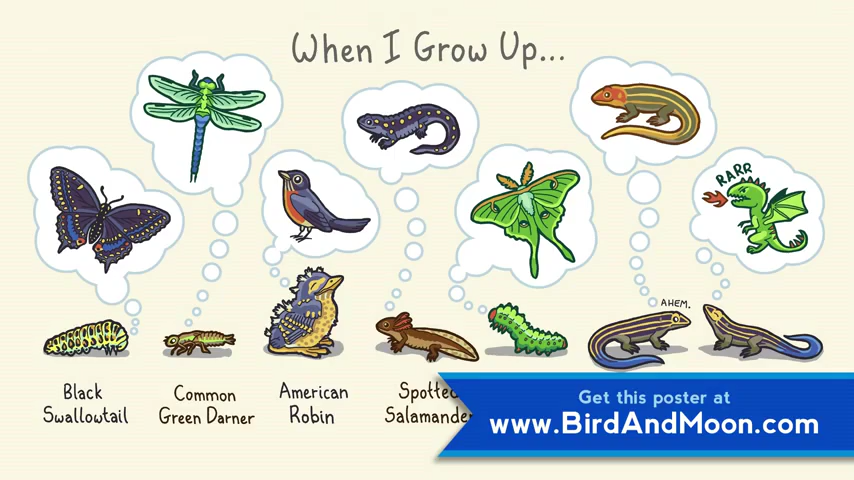 When I Grow Up...
RARR
AHEM.
Black
Swallowtail
Common
Green Darner
American
Robin
Spotted
Salamander
Get this poster at
www.BirdAndMoon.com